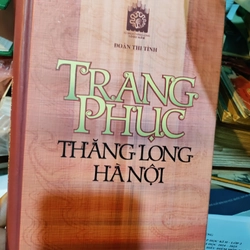 ĐOÀN THỊ TÌNH
TRANG
PHỤC
THĂNG LONG
HÀ NỘI